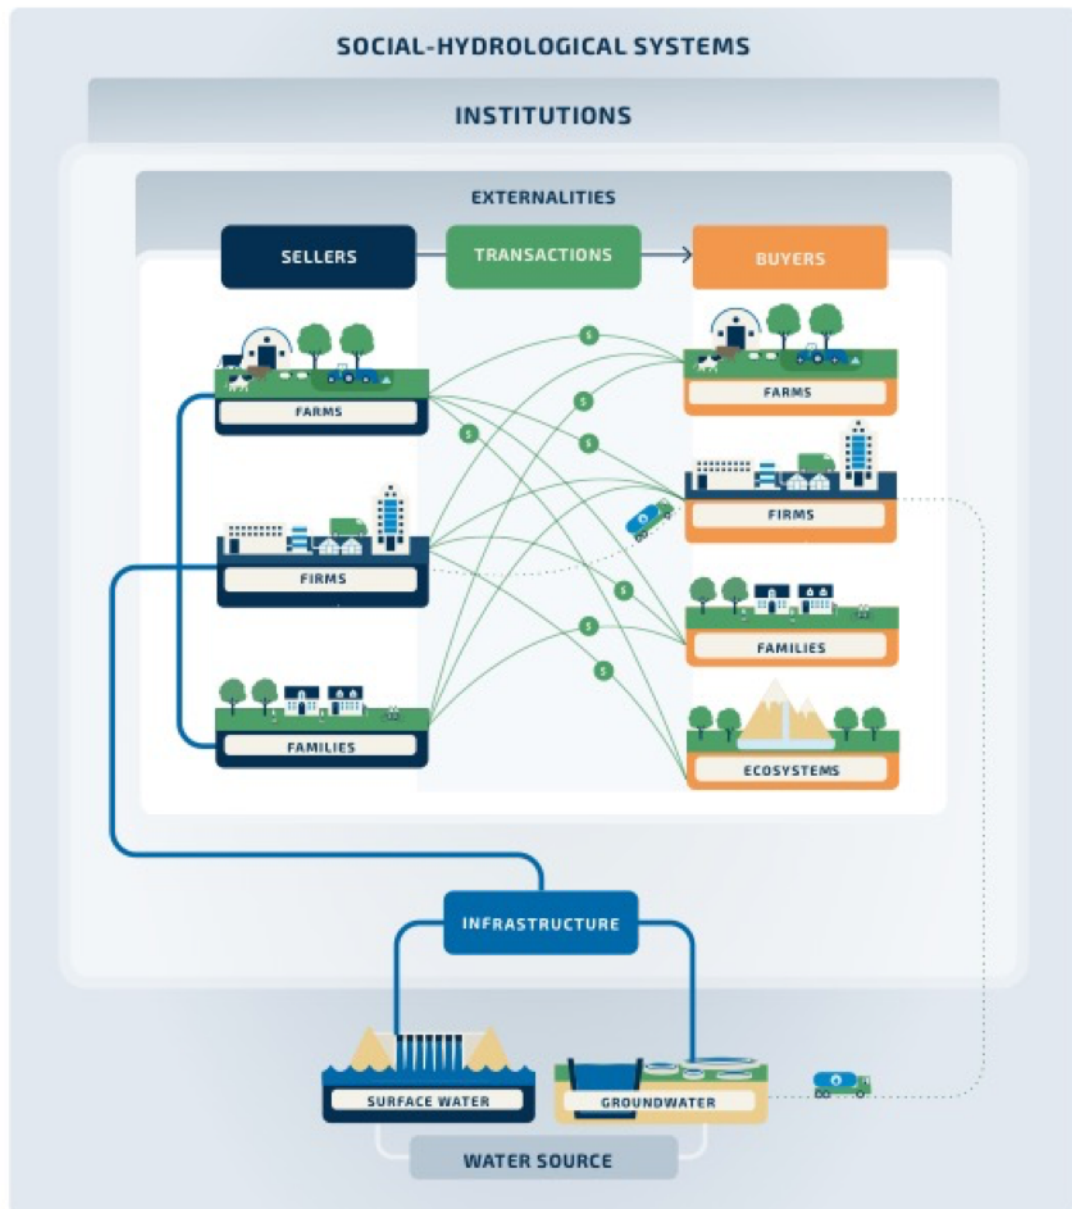 SOCIAL-HYDROLOGICAL SYSTEMS
INSTITUTIONS
EXTERNALITIES
SELLERS
TRANSACTIONS
BUYERS
$
FARMS
$
$
$
FARMS
FIRMS
FIRMS
$
$
FAMILIES
$
FAMILIES
ECOSYSTEMS
INFRASTRUCTURE
SURFACE WATER
GROUNDWATER
WATER SOURCE